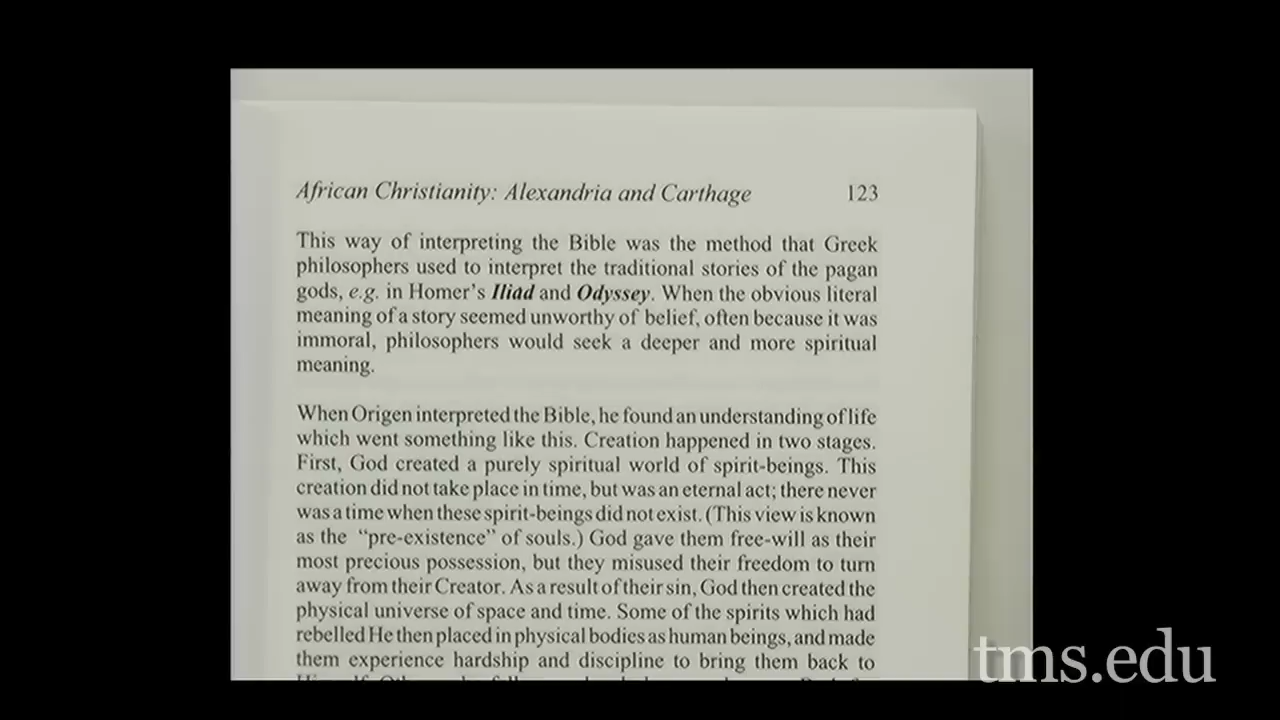 African Christianity: Alexandria and Carthage 123
This way of interpreting the Bible was the method that Greek
philosophers used to interpret the traditional stories of the pagan
gods, e.g. in Homer's Iliad and Odyssey. When the obvious literal
meaning of a story seemed unworthy of belief, often because it was
immoral, philosophers would seek a deeper and more spiritual
meaning.
When Origen interpreted the Bible, he found an understanding of life
which went something like this. Creation happened in two stages.
First, God created a purely spiritual world of spirit-beings. This
creation did not take place in time, but was an eternal act; there never
was a time when these spirit-beings did not exist. (This view is known
as the “pre-existence” of souls.) God gave them free-will as their
most precious possession, but they misused their freedom to turn
away from their Creator. As a result of their sin, God then created the
physical universe of space and time. Some of the spirits which had
rebelled He then placed in physical bodies as human beings, and made
them experience hardship and discipline to bring them back to
tms.edu